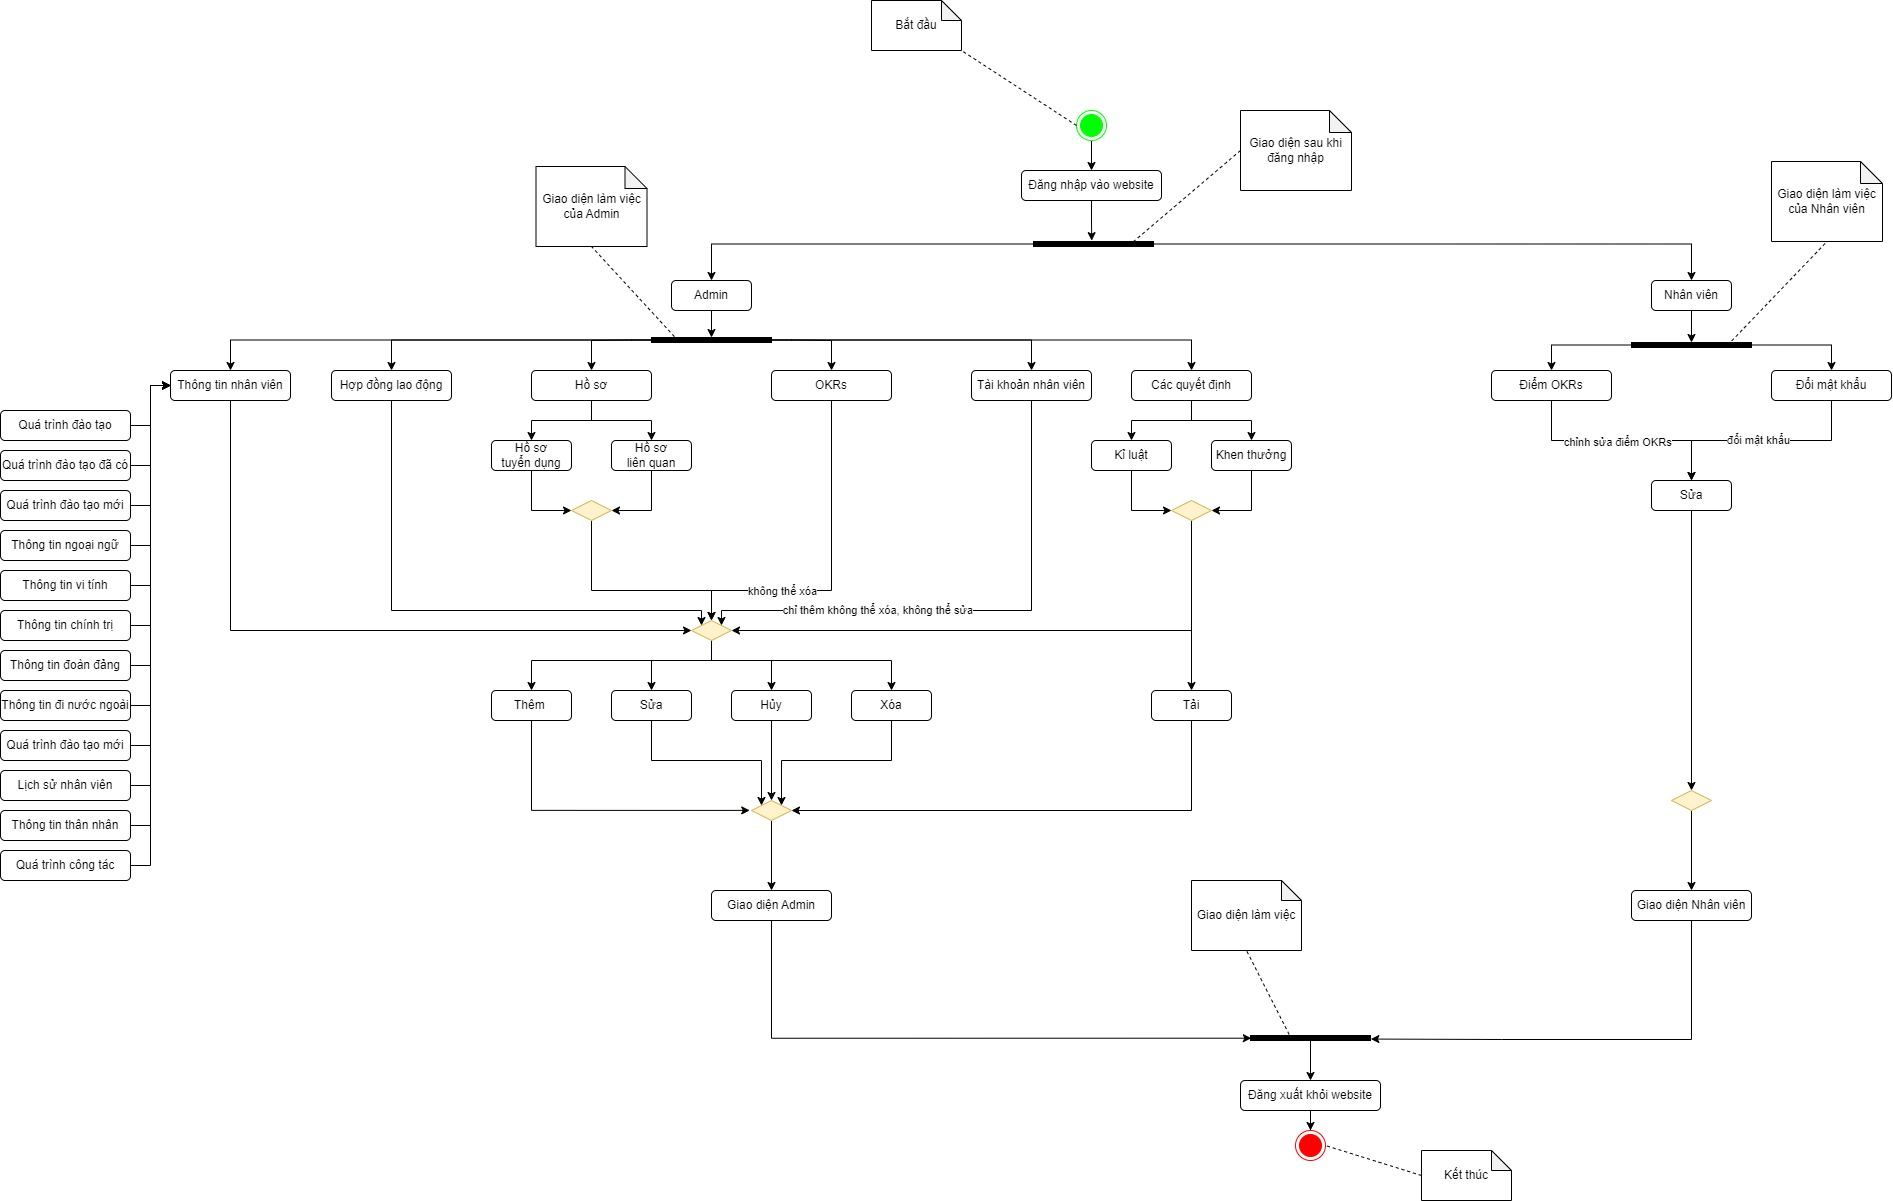 Bắt đầu
Giao diện sau khi
đăng nhập
Giao diện làm việc
của Admin
Giao diện làm việc
của Nhân viên
Đăng nhập vào website
Admin
Nhân viên
Thông tin nhân viên
Hợp đồng lao động
Hồ sơ
OKRs
Tài khoản nhân viên
Các quyết định
Điểm OKRs
Đổi mật khẩu
Quá trình đảo tạo
Quá trình đảo tạo đã có
Quá trình đảo tạo mới
Thông tin ngoại ngữ
Thông tin vi tính
Thông tin chính trị
Thông tin đoàn đảng
Thông tin đi nước ngoài
Quá trình đảo tạo mới
Lịch sử nhân viên
Thông tin thân nhân
Quá trình công tác
Hồ sơ
tuyển dụng
Hồ sơ
liên quan
Kỉ luật
Khen thưởng
chỉnh sửa điểm OKRs
đổi mật khẩu
Sửa
không thể xóa
chỉ thêm không thể xóa, không thể sửa
Thêm
Sửa
Hủy
Xóa
Tải
Giao diện Admin
Giao diện làm việc
Giao diện Nhân viên
Đăng xuất khỏi website
Kết thúc